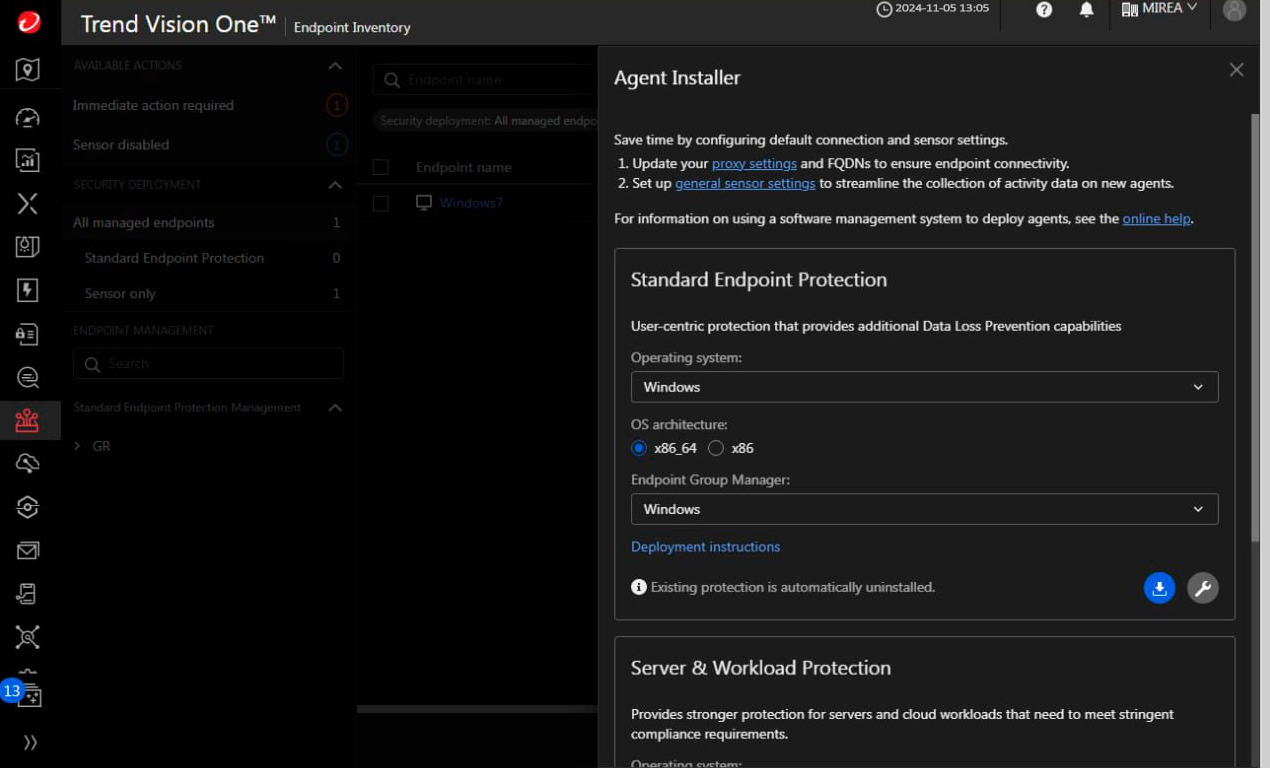 Trend Vision One™
Endpoint Inventory
2024-11-05 13:05
MIREA
AVAILABLE ACTIONS
Immediate action required 1
Sensor disabled 1
SECURITY DEPLOYMENT
All managed endpoints 1
Standard Endpoint Protection 0
Sensor only 1
ENDPOINT MANAGEMENT
Search
Standard Endpoint Protection Management
GR
13
Endpoint name
Security deployment: All managed endpo
Endpoint name
Windows7
Agent Installer
Save time by configuring default connection and sensor settings.
1. Update your proxy settings and FQDNs to ensure endpoint connectivity.
2. Set up general sensor settings to streamline the collection of activity data on new agents.
For information on using a software management system to deploy agents, see the online help.
Standard Endpoint Protection
User-centric protection that provides additional Data Loss Prevention capabilities
Operating system:
Windows
OS architecture:
x86_64 x86
Endpoint Group Manager:
Windows
Deployment instructions
Existing protection is automatically uninstalled.
Server & Workload Protection
Provides stronger protection for servers and cloud workloads that need to meet stringent
compliance requirements.
Operating system: